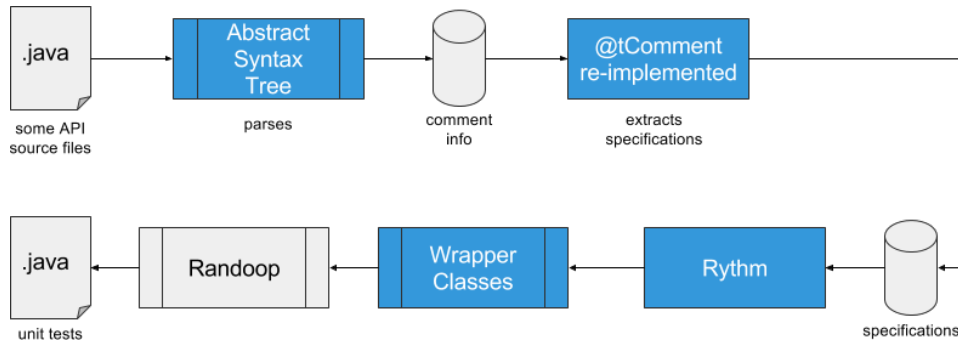 .java
some API
source files
Abstract
Syntax
Tree
parses
comment
info
@tComment
re-implemented
extracts
specifications
.java
unit tests
Randoop
Wrapper
Classes
Rythm
specifications